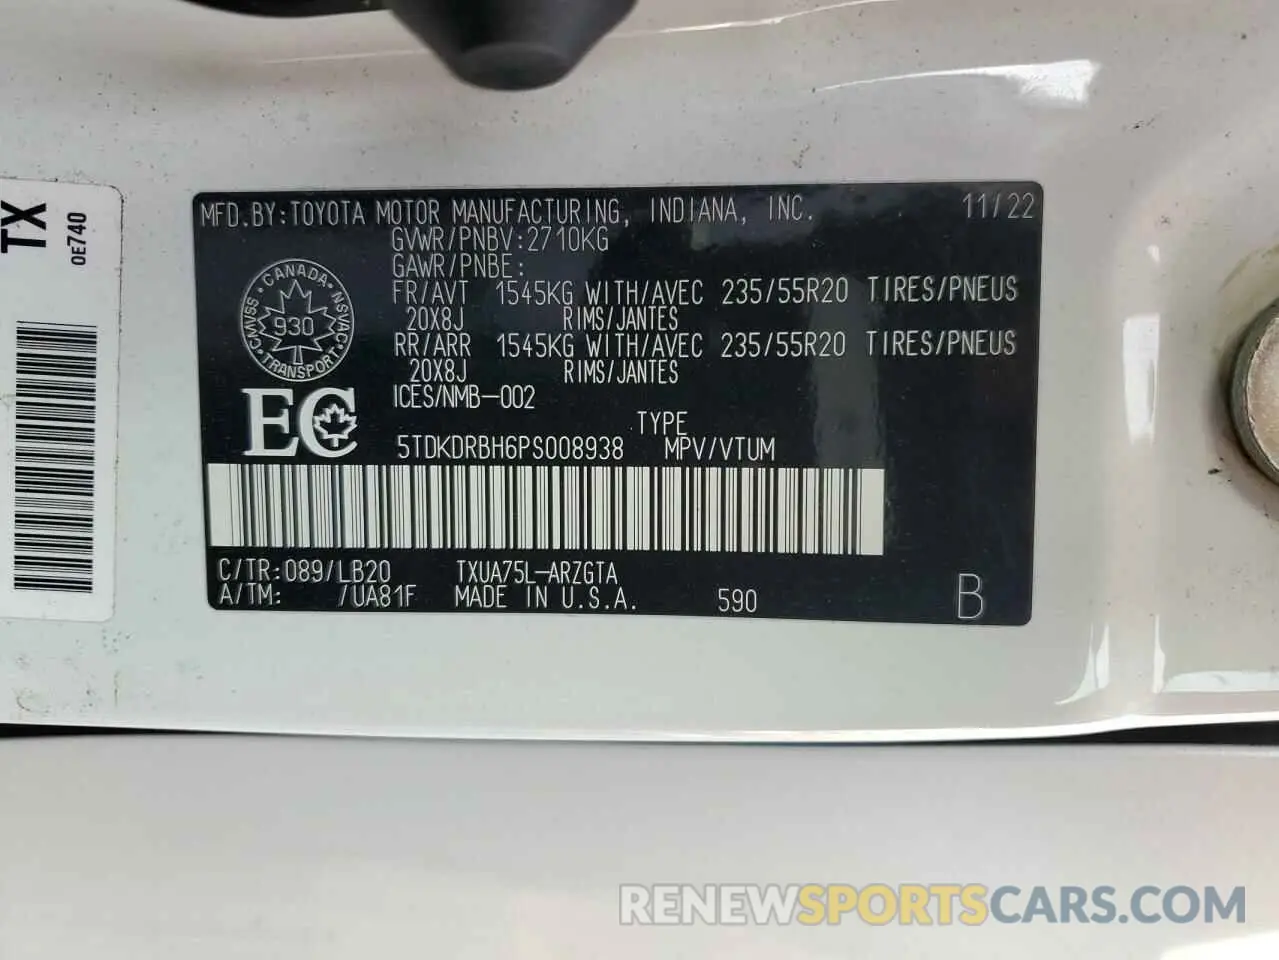 TX
0E740
MFD.BY:TOYOTA MOTOR MANUFACTURING, INDIANA, INC. 11/22
GVWR/PNBV:2710KG
GAWR/PNBE:
FR/AVT 1545KG WITH/AVEC 235/55R20 TIRES/PNEUS
20X8J RIMS/JANTES
RR/ARR 1545KG WITH/AVEC 235/55R20 TIRES/PNEUS
20X8J RIMS/JANTES
ICES/NMB-002
CANADA
930
TRANSPORT
CMVSS
NSVAC
EC
TYPE
5TDKDRBH6PS008938 MPV/VTUM
C/TR:089/LB20 TXUA75L-ARZGTA
A/TM: /UA81F MADE IN U.S.A. 590 B
RENEWSPORTSCARS.COM